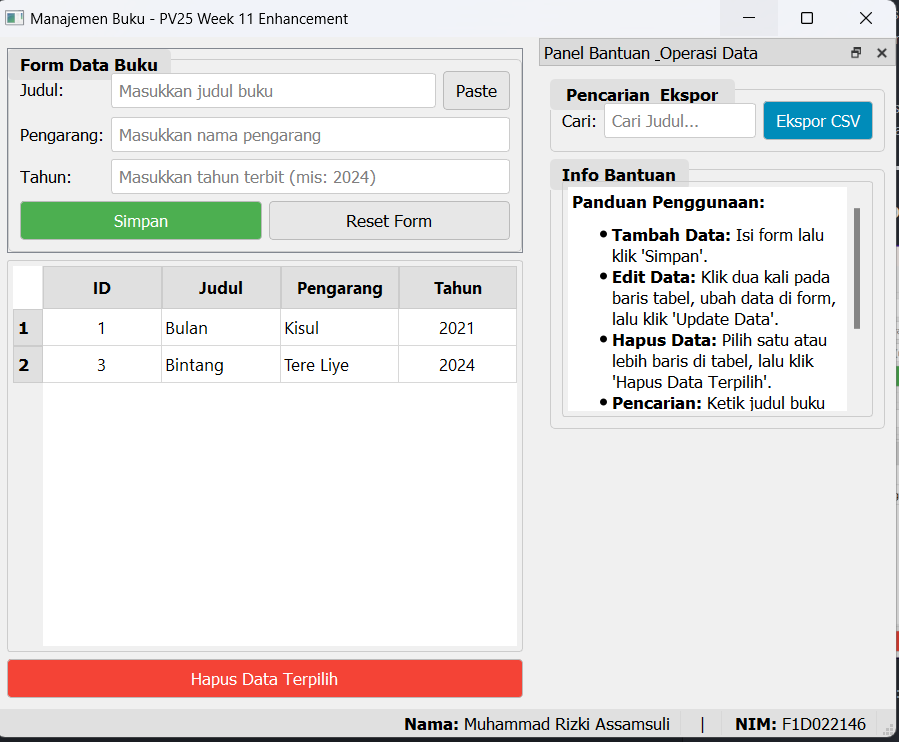 Manajemen Buku - PV25 Week 11 Enhancement
Form Data Buku
Judul: Masukkan judul buku Paste
Pengarang: Masukkan nama pengarang
Tahun: Masukkan tahun terbit (mis: 2024)
Simpan Reset Form
ID Judul Pengarang Tahun
1 1 Bulan Kisul 2021
2 3 Bintang Tere Liye 2024
Hapus Data Terpilih
Panel Bantuan _Operasi Data
Pencarian Ekspor
Cari: Cari Judul... Ekspor CSV
Info Bantuan
Panduan Penggunaan:
• Tambah Data: Isi form lalu
klik 'Simpan'.
• Edit Data: Klik dua kali pada
baris tabel, ubah data di form,
lalu klik 'Update Data'.
• Hapus Data: Pilih satu atau
lebih baris di tabel, lalu klik
'Hapus Data Terpilih'.
• Pencarian: Ketik judul buku
Nama: Muhammad Rizki Assamsuli | NIM: F1D022146